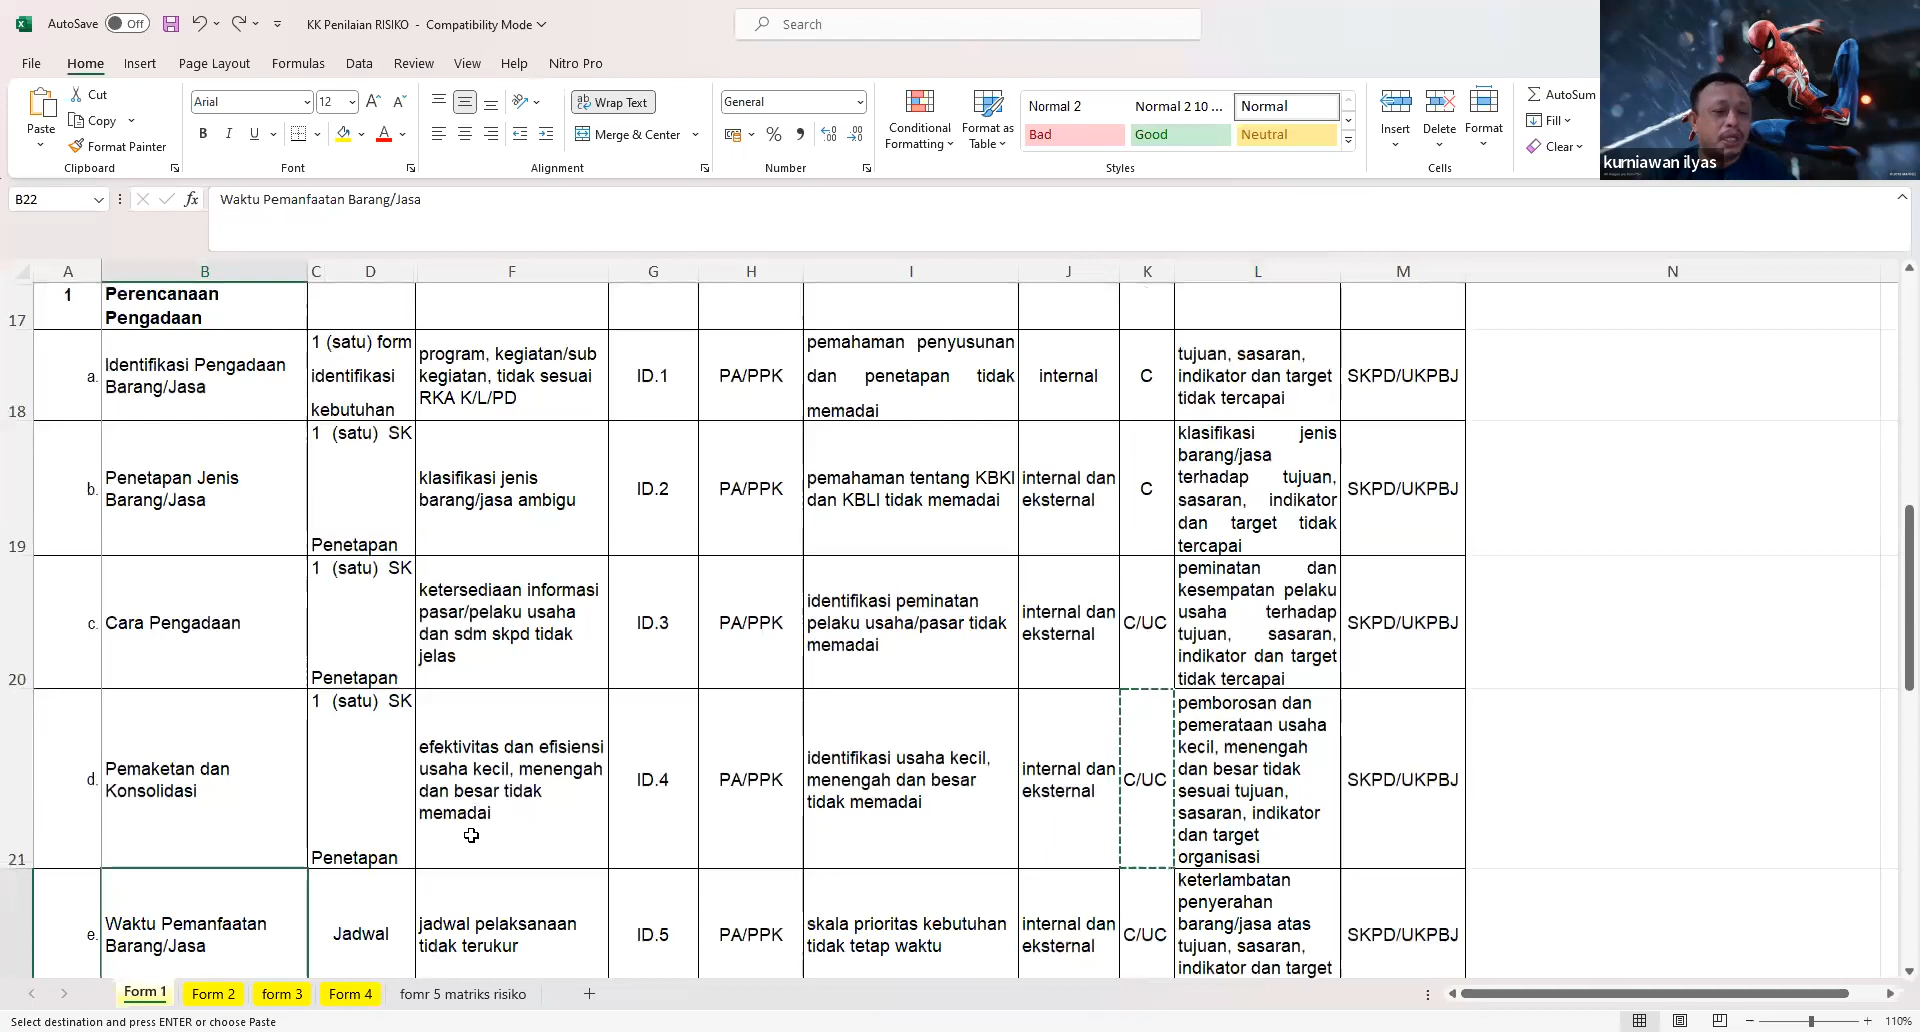 AutoSave Off KK Penilaian RISIKO - Compatibility Mode Search
File Home Insert Page Layout Formulas Data Review View Help Nitro Pro
Paste Cut Copy Format Painter Clipboard
Arial 12 B I U Font
Wrap Text Merge & Center Alignment
General % Number
Conditional Formatting Format as Table
Normal 2 Normal 2 10 ... Normal
Bad Good Neutral Styles
Insert Delete Format Cells
AutoSum
Fill
Clear
kurniawan ilyas
B22 fx Waktu Pemanfaatan Barang/Jasa
A B C D F G H I J K L M N
17 1 Perencanaan
Pengadaan
18 a. Identifikasi Pengadaan
Barang/Jasa
1 (satu) form
identifikasi
kebutuhan
program, kegiatan/sub
kegiatan, tidak sesuai
RKA K/L/PD
ID.1
PA/PPK
pemahaman penyusunan
dan penetapan tidak
memadai
internal
C
tujuan, sasaran,
indikator dan target
tidak tercapai
SKPD/UKPBJ
19 b. Penetapan Jenis
Barang/Jasa
1 (satu) SK
Penetapan
klasifikasi jenis
barang/jasa ambigu
ID.2
PA/PPK
pemahaman tentang KBKI
dan KBLI tidak memadai
internal dan
eksternal
C
klasifikasi jenis
barang/jasa
terhadap tujuan,
sasaran, indikator
dan target tidak
tercapai
SKPD/UKPBJ
20 c. Cara Pengadaan
1 (satu) SK
Penetapan
ketersediaan informasi
pasar/pelaku usaha
dan sdm skpd tidak
jelas
ID.3
PA/PPK
identifikasi peminatan
pelaku usaha/pasar tidak
memadai
internal dan
eksternal
C/UC
peminatan dan
kesempatan pelaku
usaha terhadap
tujuan, sasaran,
indikator dan target
tidak tercapai
SKPD/UKPBJ
21 d. Pemaketan dan
Konsolidasi
1 (satu) SK
Penetapan
efektivitas dan efisiensi
usaha kecil, menengah
dan besar tidak
memadai
ID.4
PA/PPK
identifikasi usaha kecil,
menengah dan besar
tidak memadai
internal dan
eksternal
C/UC
pemborosan dan
pemerataan usaha
kecil, menengah
dan besar tidak
sesuai tujuan,
sasaran, indikator
dan target
organisasi
SKPD/UKPBJ
e. Waktu Pemanfaatan
Barang/Jasa
Jadwal
jadwal pelaksanaan
tidak terukur
ID.5
PA/PPK
skala prioritas kebutuhan
tidak tetap waktu
internal dan
eksternal
C/UC
keterlambatan
penyerahan
barang/jasa atas
tujuan, sasaran,
indikator dan target
SKPD/UKPBJ
Form 1 Form 2 form 3 Form 4 fomr 5 matriks risiko
Select destination and press ENTER or choose Paste 110%